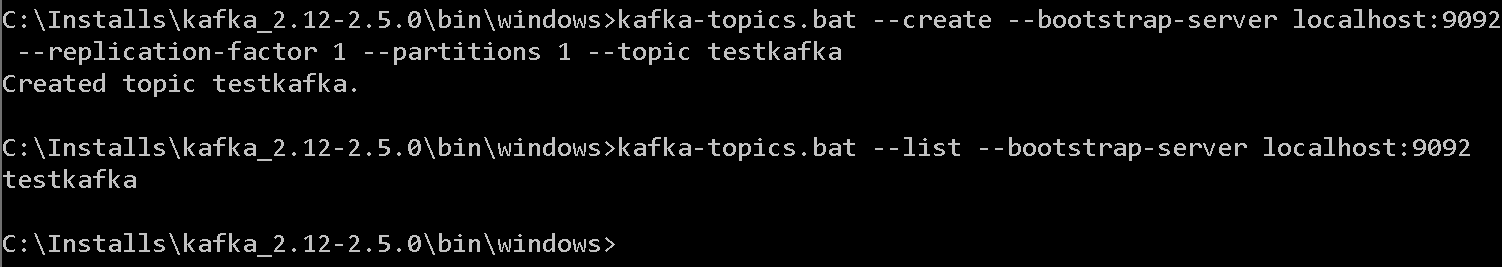 C:\Installs\kafka_2.12-2.5.0\bin\windows>kafka-topics.bat --create --bootstrap-server localhost:9092
--replication-factor 1 --partitions 1 --topic testkafka
Created topic testkafka.
C:\Installs\kafka_2.12-2.5.0\bin\windows>kafka-topics.bat --list --bootstrap-server localhost:9092
testkafka
C:\Installs\kafka_2.12-2.5.0\bin\windows>